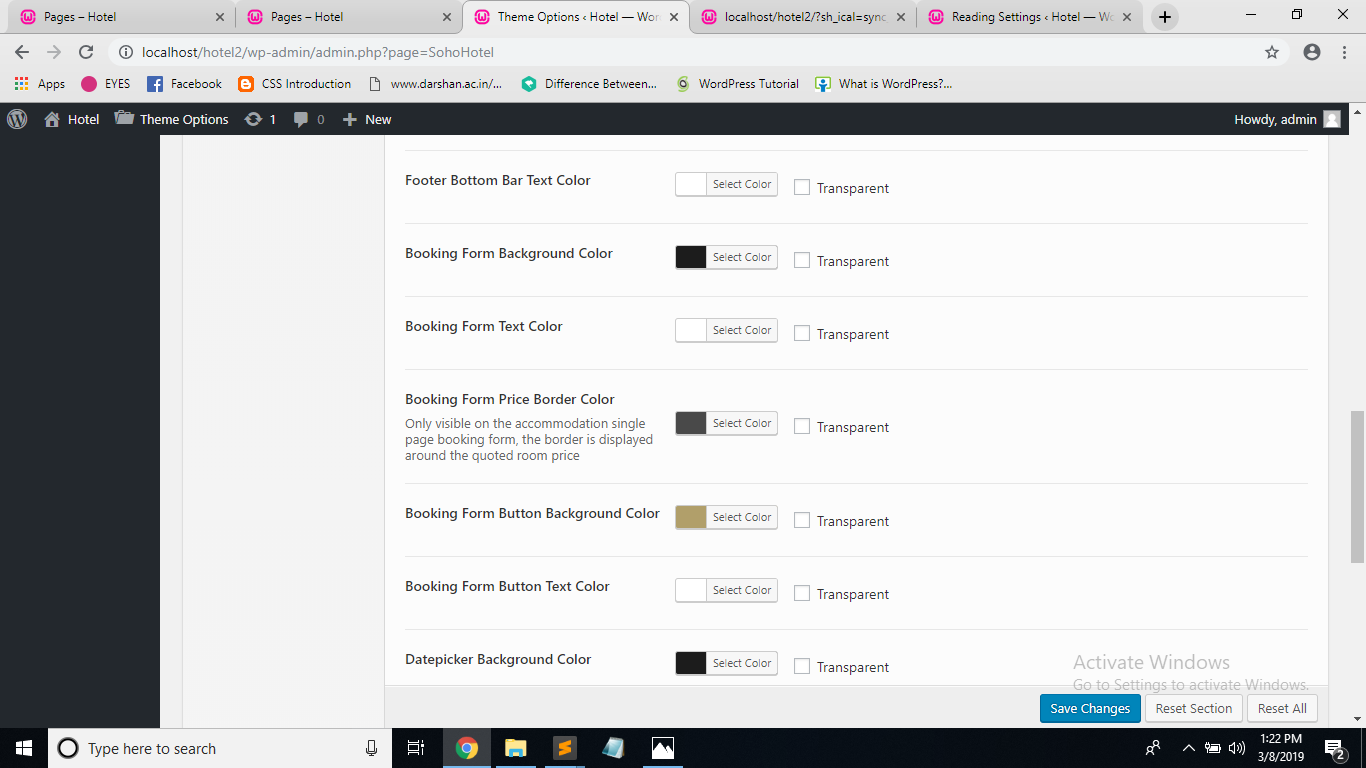 Pages – Hotel
Pages – Hotel
Theme Options ‹ Hotel — Wor
localhost/hotel2/?sh_ical=sync
Reading Settings ‹ Hotel — Wo
localhost/hotel2/wp-admin/admin.php?page=SohoHotel
Apps
EYES
Facebook
CSS Introduction
www.darshan.ac.in/...
Difference Between...
WordPress Tutorial
What is WordPress?...
Hotel
Theme Options
1
0
New
Howdy, admin
Footer Bottom Bar Text Color
Select Color
Transparent
Booking Form Background Color
Select Color
Transparent
Booking Form Text Color
Select Color
Transparent
Booking Form Price Border Color
Only visible on the accommodation single
page booking form, the border is displayed
around the quoted room price
Select Color
Transparent
Booking Form Button Background Color
Select Color
Transparent
Booking Form Button Text Color
Select Color
Transparent
Datepicker Background Color
Select Color
Transparent
Activate Windows
Go to Settings to activate Windows.
Save Changes
Reset Section
Reset All
Type here to search
1:22 PM
3/8/2019
2